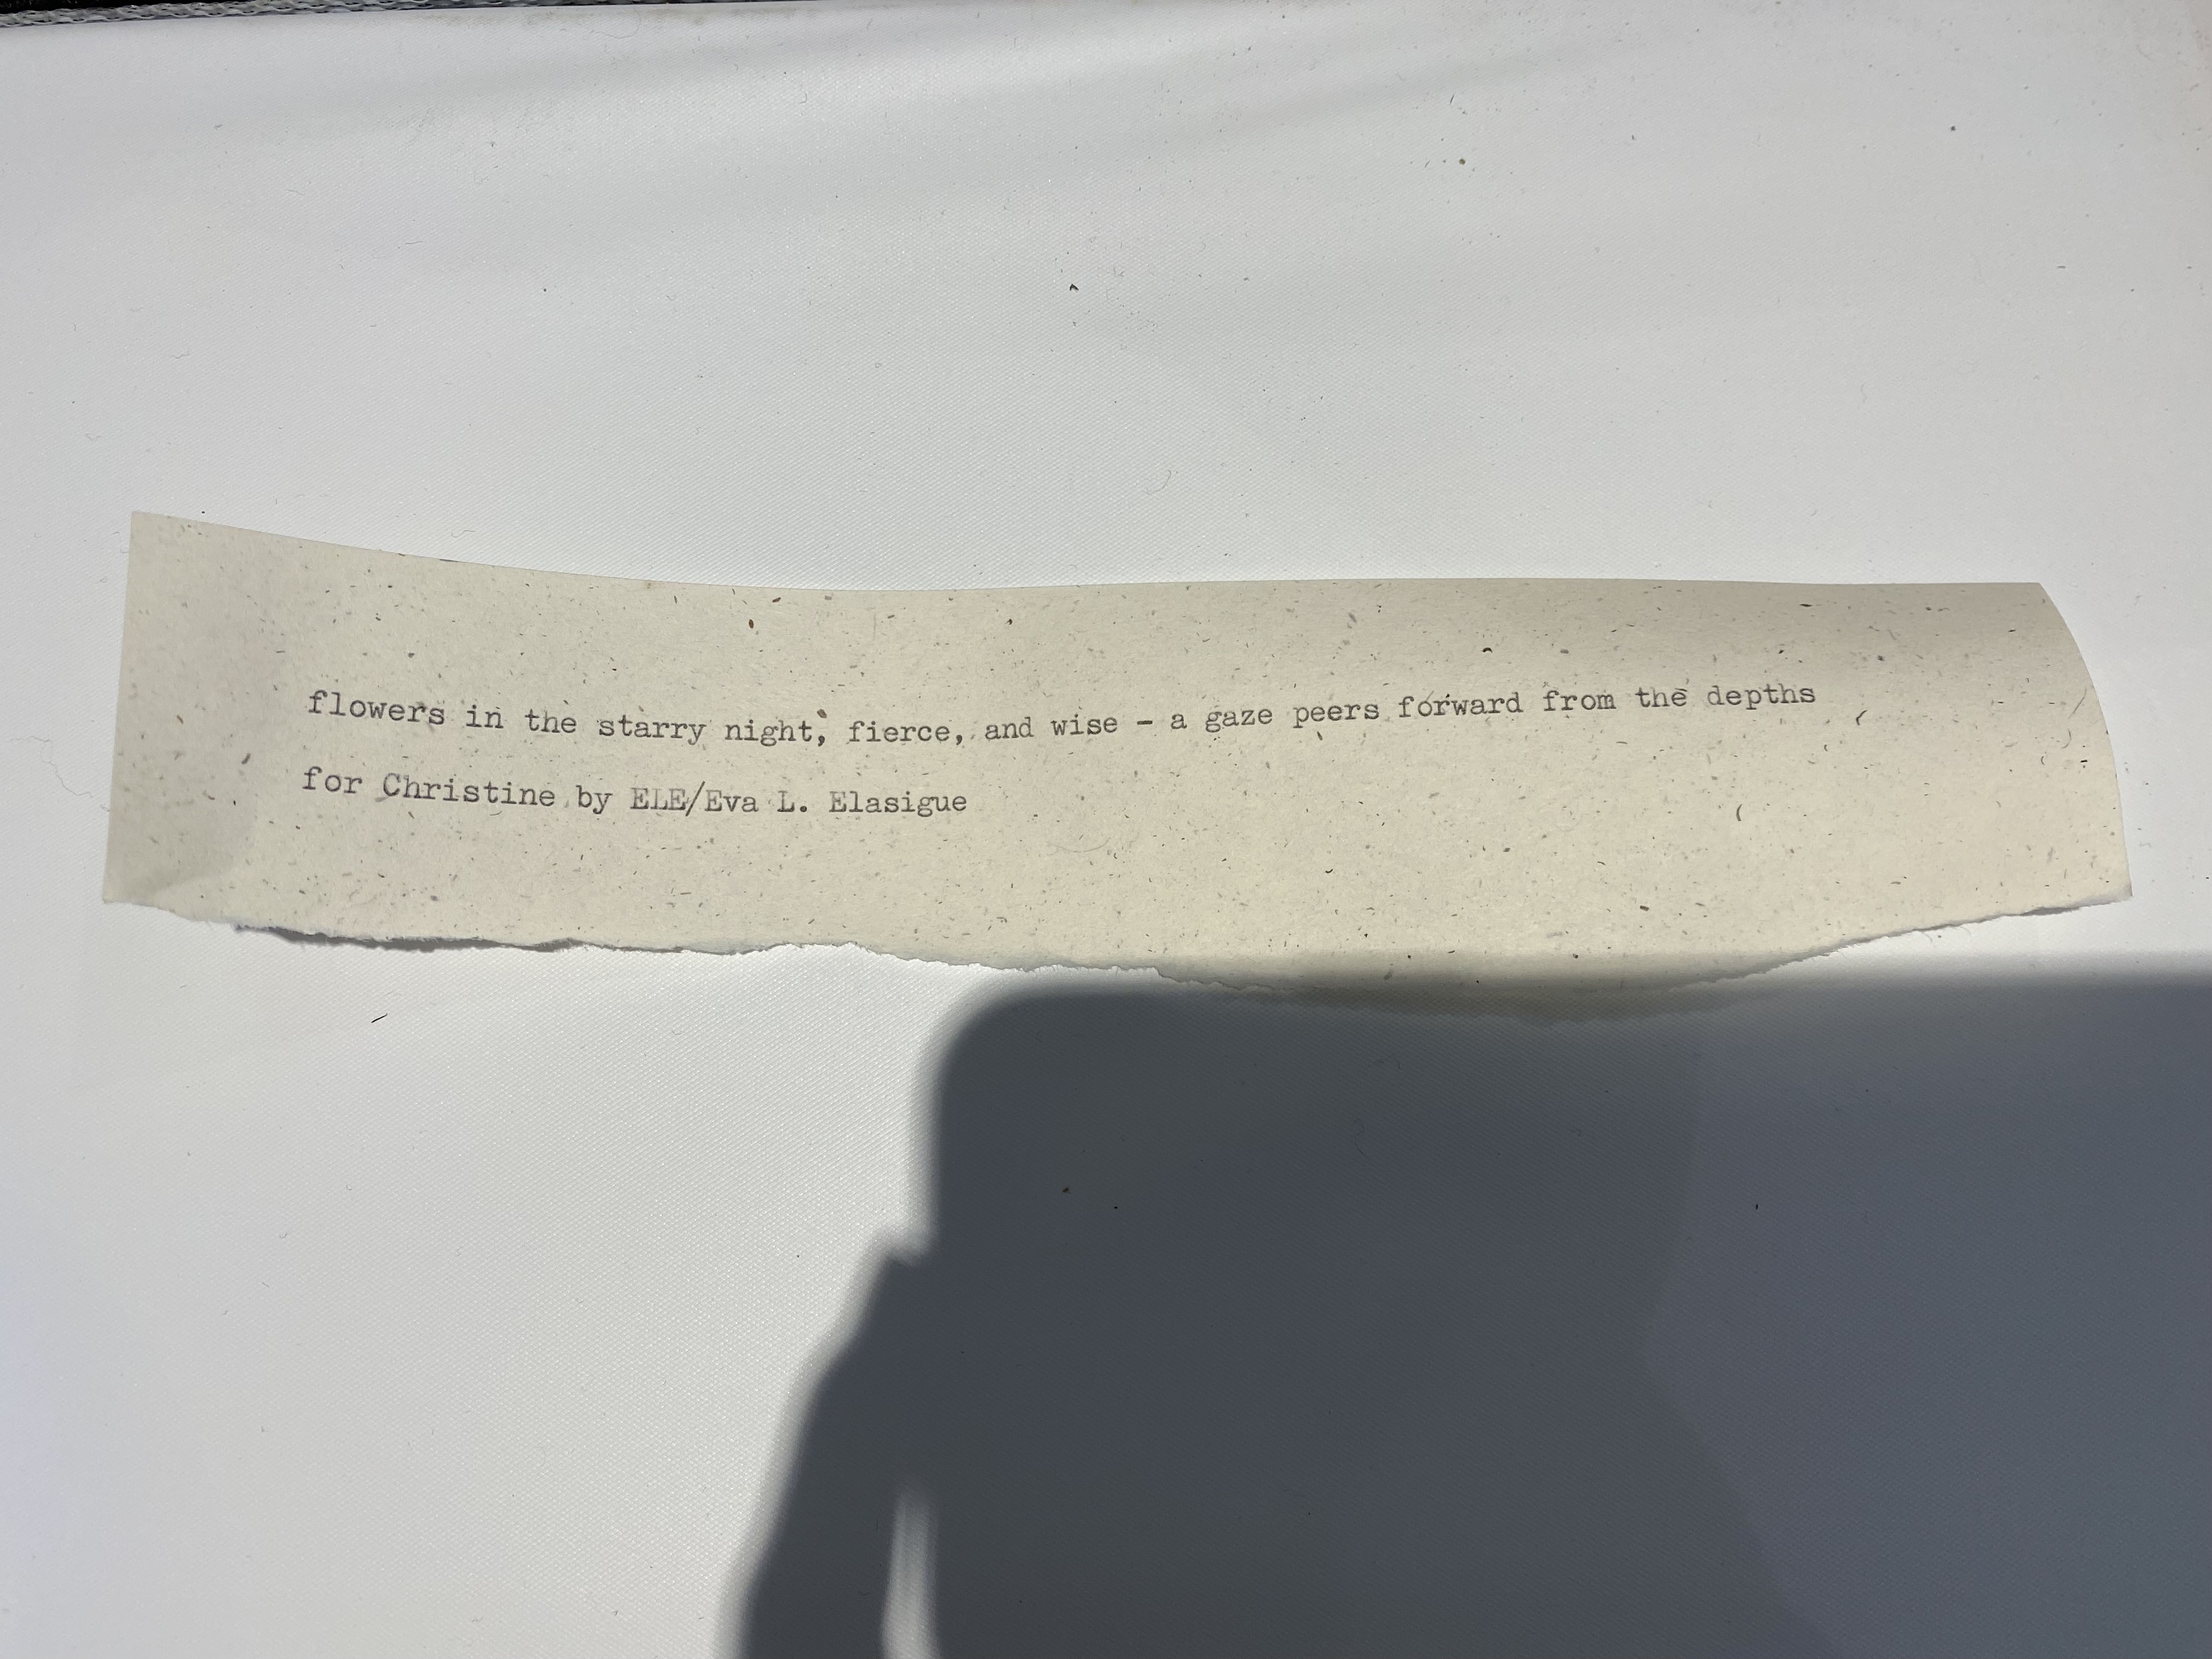 flowers in the starry night, fierce, and wise - a gaze peers forward from the depths
for Christine by ELE/Eva L. Elasigue